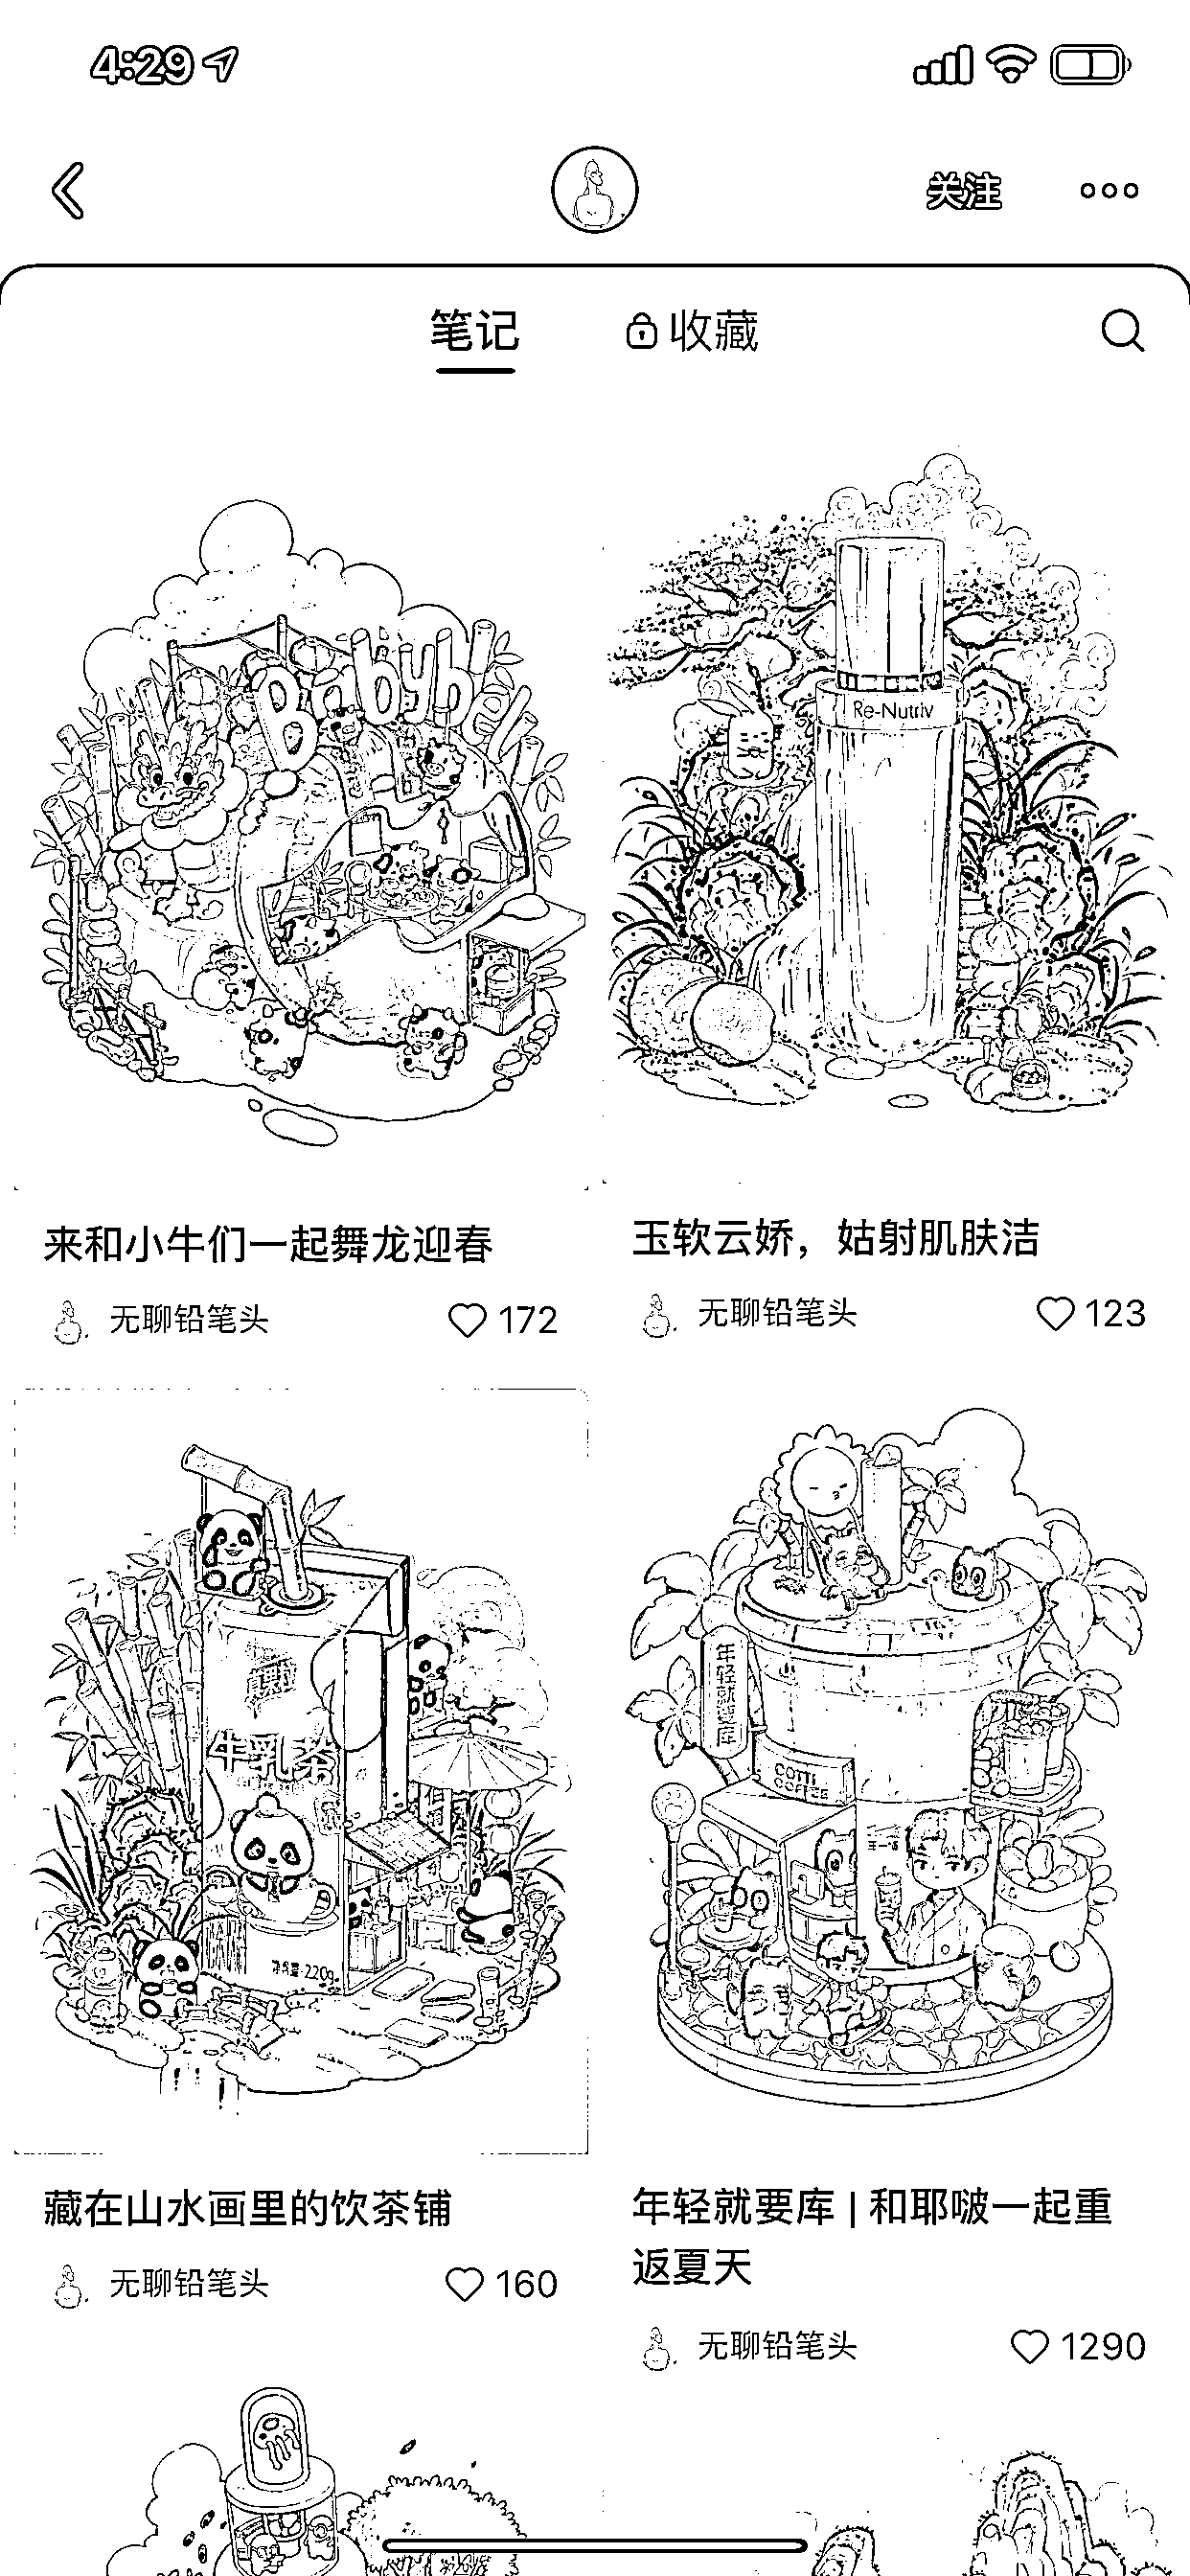 4:29
关注
笔记
收藏
Babybe
Re-Nutriv
来和小牛们一起舞龙迎春
无聊铅笔头
172
玉软云娇，姑射肌肤洁
无聊铅笔头
123
牛乳茶
净含量:220g
年轻就要库
COTTI
COFFEE
藏在山水画里的饮茶铺
无聊铅笔头
160
年轻就要库 | 和耶啵一起重
返夏天
无聊铅笔头
1290